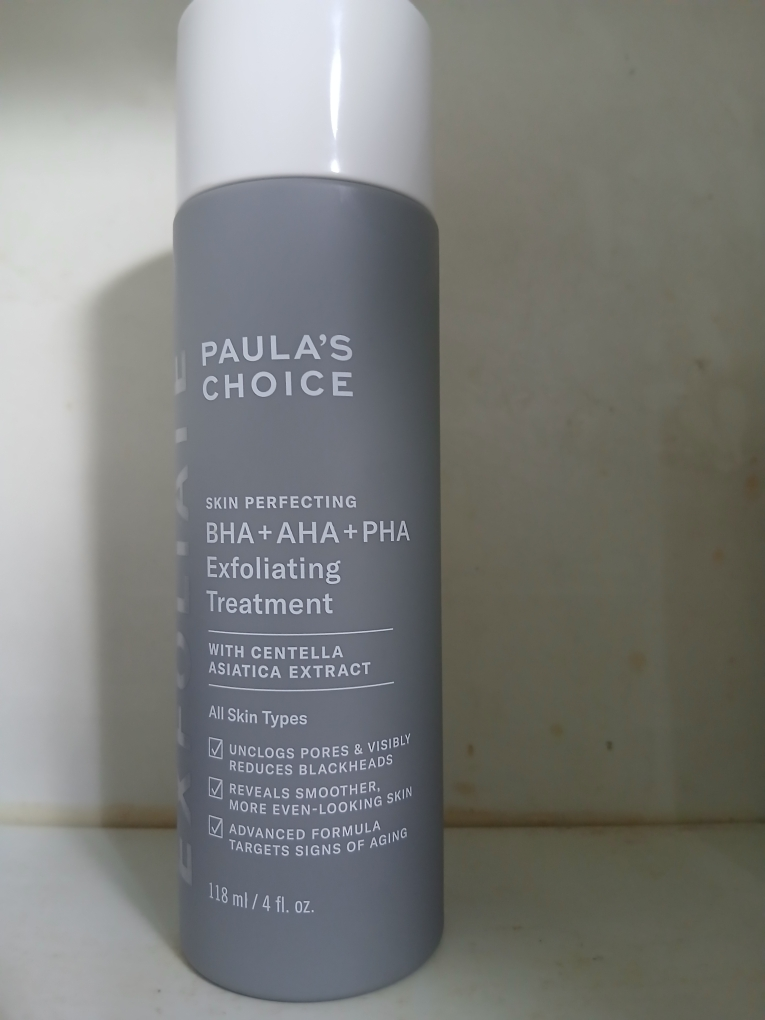 PAULA'S
CHOICE
SKIN PERFECTING
BHA+AHA+PHA
Exfoliating
Treatment
WITH CENTELLA
ASIATICA EXTRACT
All Skin Types
UNCLOGS PORES & VISIBLY
REDUCES BLACKHEADS
REVEALS SMOOTHER,
MORE EVEN-LOOKING SKIN
ADVANCED FORMULA
TARGETS SIGNS OF AGING
118 ml / 4 fl. oz.
EXFOLIATE